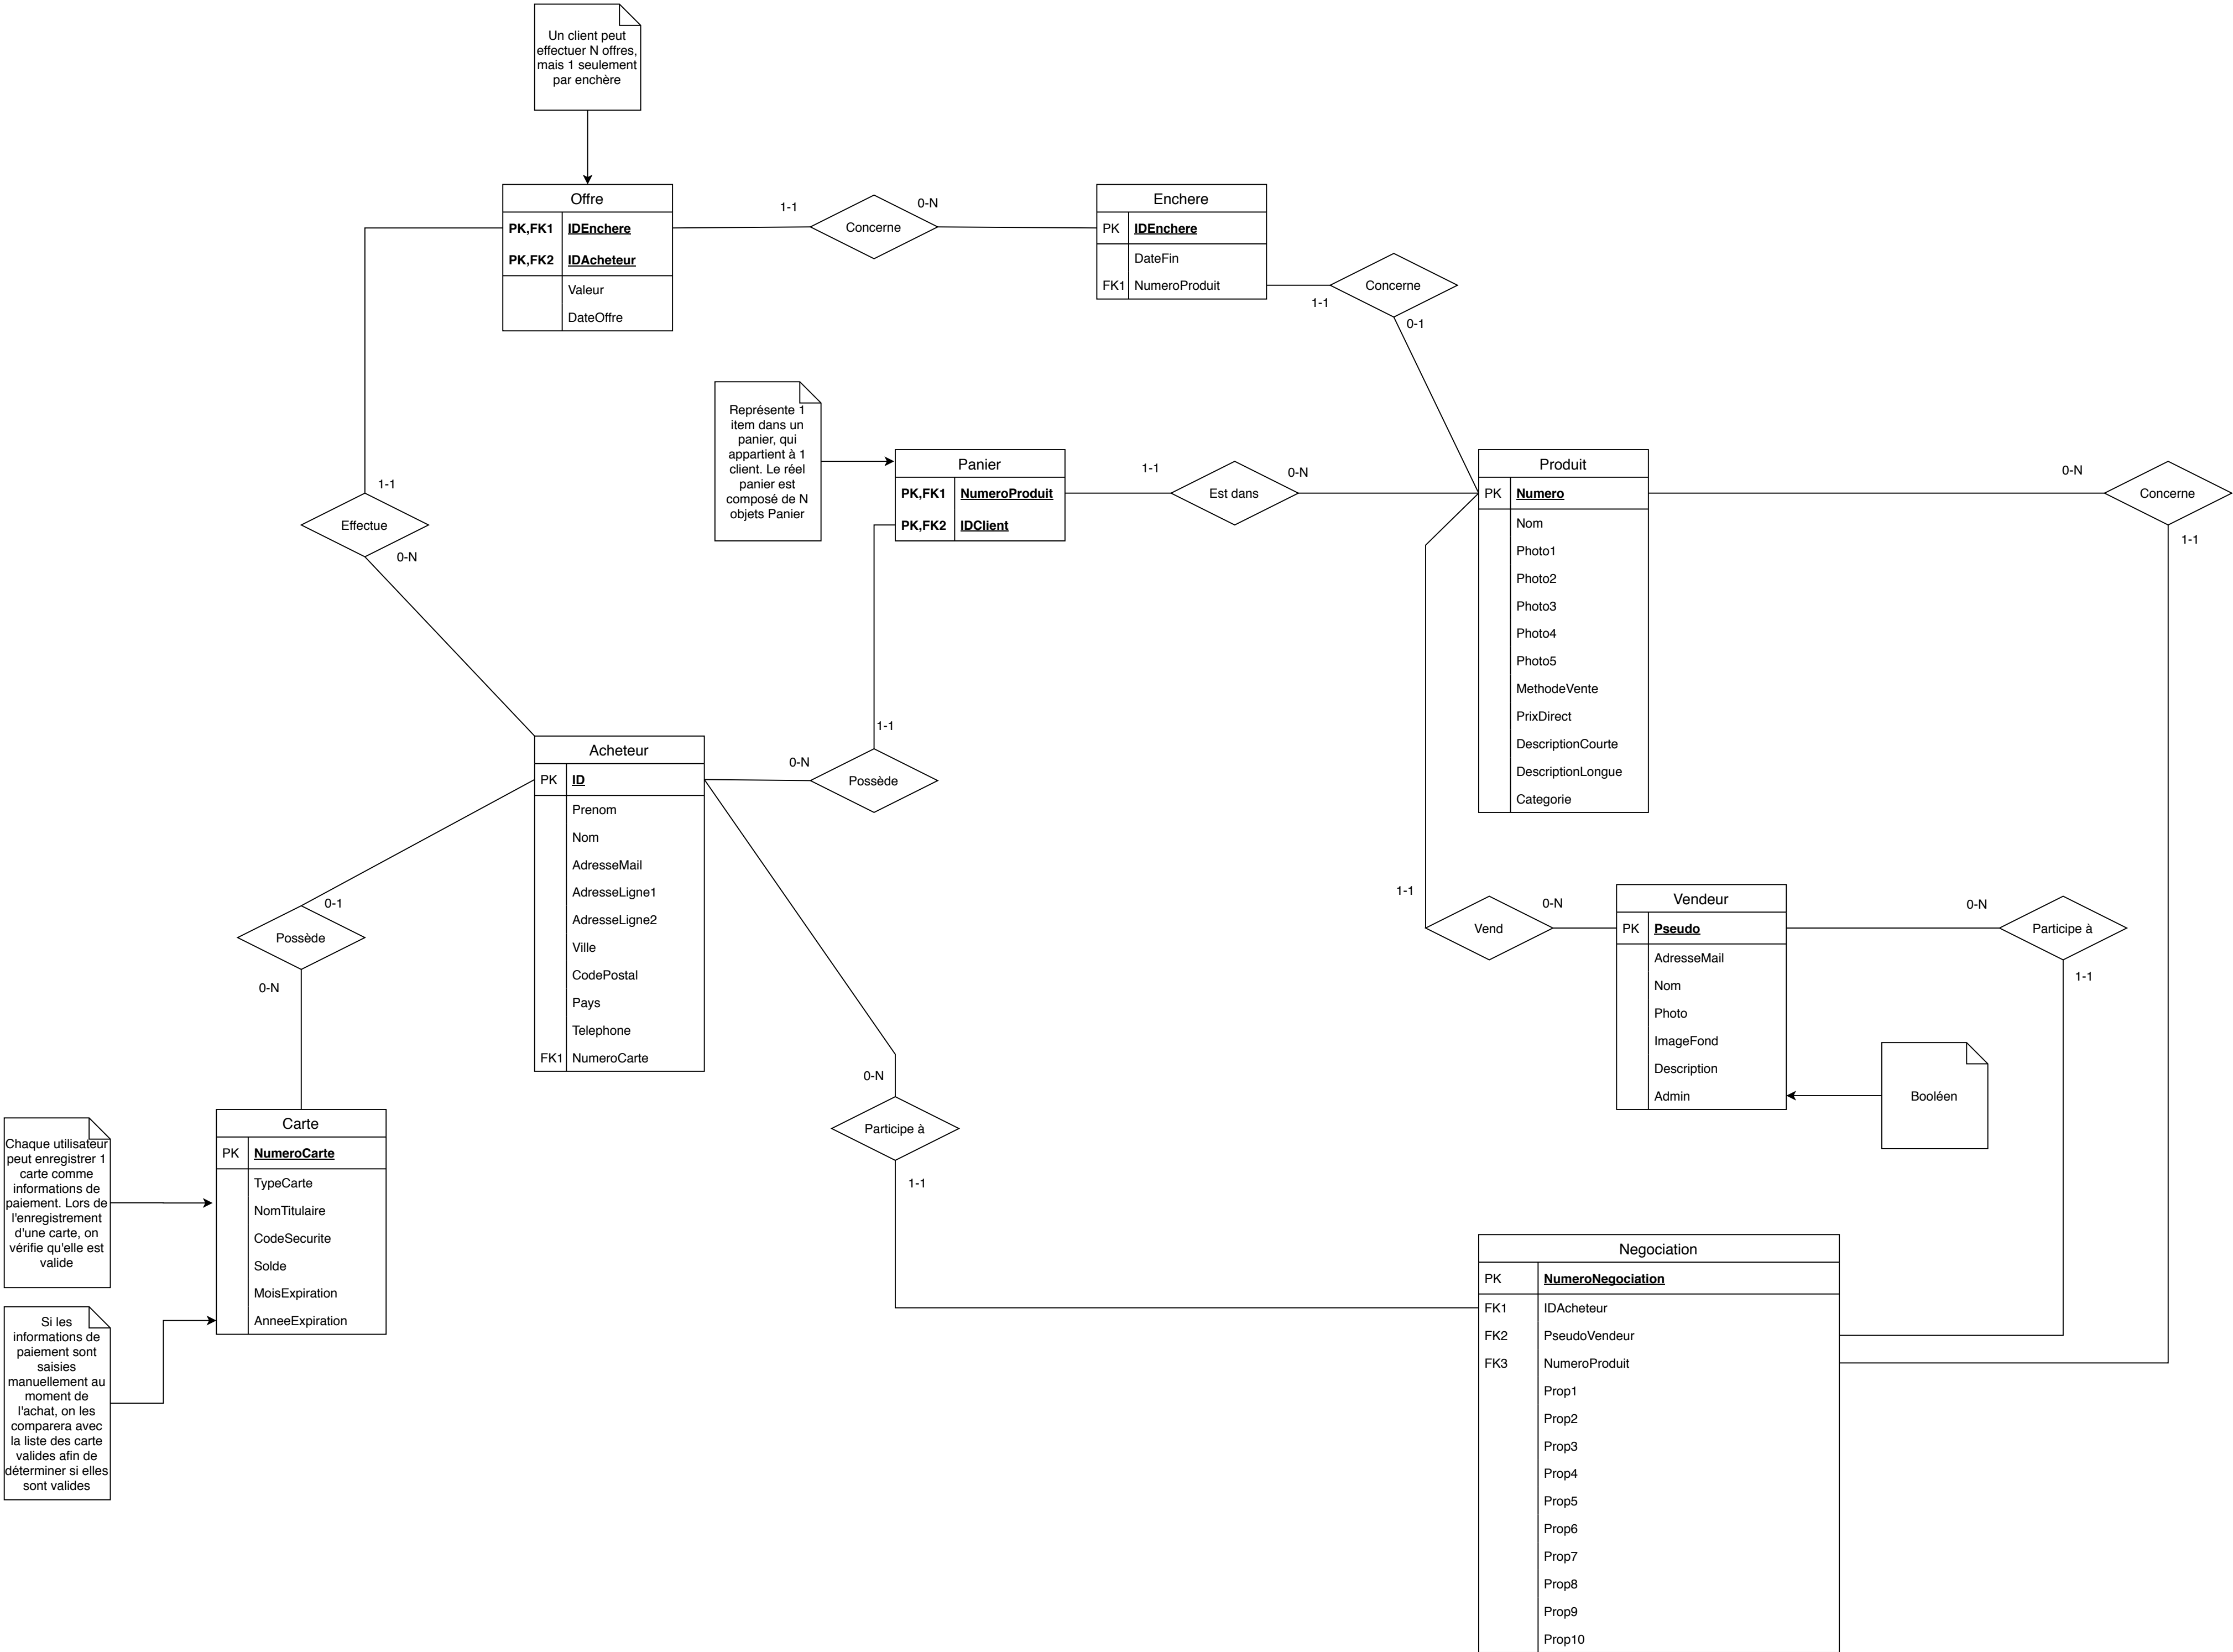 Un client peut
effectuer N offres,
mais 1 seulement
par enchère
Offre
PK,FK1 IDEnchere
PK,FK2 IDAcheteur
Valeur
DateOffre
1-1
Concerne
0-N
Enchere
PK IDEnchere
DateFin
FK1 NumeroProduit
1-1
Concerne
0-1
Représente 1
item dans un
panier, qui
appartient à 1
client. Le réel
panier est
composé de N
objets Panier
Panier
PK,FK1 NumeroProduit
PK,FK2 IDClient
1-1
Est dans
0-N
Produit
PK Numero
Nom
Photo1
Photo2
Photo3
Photo4
Photo5
MethodeVente
PrixDirect
DescriptionCourte
DescriptionLongue
Categorie
0-N
Concerne
1-1
1-1
Effectue
0-N
Acheteur
PK ID
Prenom
Nom
AdresseMail
AdresseLigne1
AdresseLigne2
Ville
CodePostal
Pays
Telephone
FK1 NumeroCarte
1-1
0-N
Possède
0-1
Possède
0-N
1-1
Vend
0-N
Vendeur
PK Pseudo
AdresseMail
Nom
Photo
ImageFond
Description
Admin
0-N
Participe à
1-1
Booléen
0-N
Participe à
1-1
Carte
PK NumeroCarte
TypeCarte
NomTitulaire
CodeSecurite
Solde
MoisExpiration
AnneeExpiration
Chaque utilisateur
peut enregistrer 1
carte comme
informations de
paiement. Lors de
l'enregistrement
d'une carte, on
vérifie qu'elle est
valide
Si les
informations de
paiement sont
saisies
manuellement au
moment de
l'achat, on les
comparera avec
la liste des carte
valides afin de
déterminer si elles
sont valides
Negociation
PK NumeroNegociation
FK1 IDAcheteur
FK2 PseudoVendeur
FK3 NumeroProduit
Prop1
Prop2
Prop3
Prop4
Prop5
Prop6
Prop7
Prop8
Prop9
Prop10